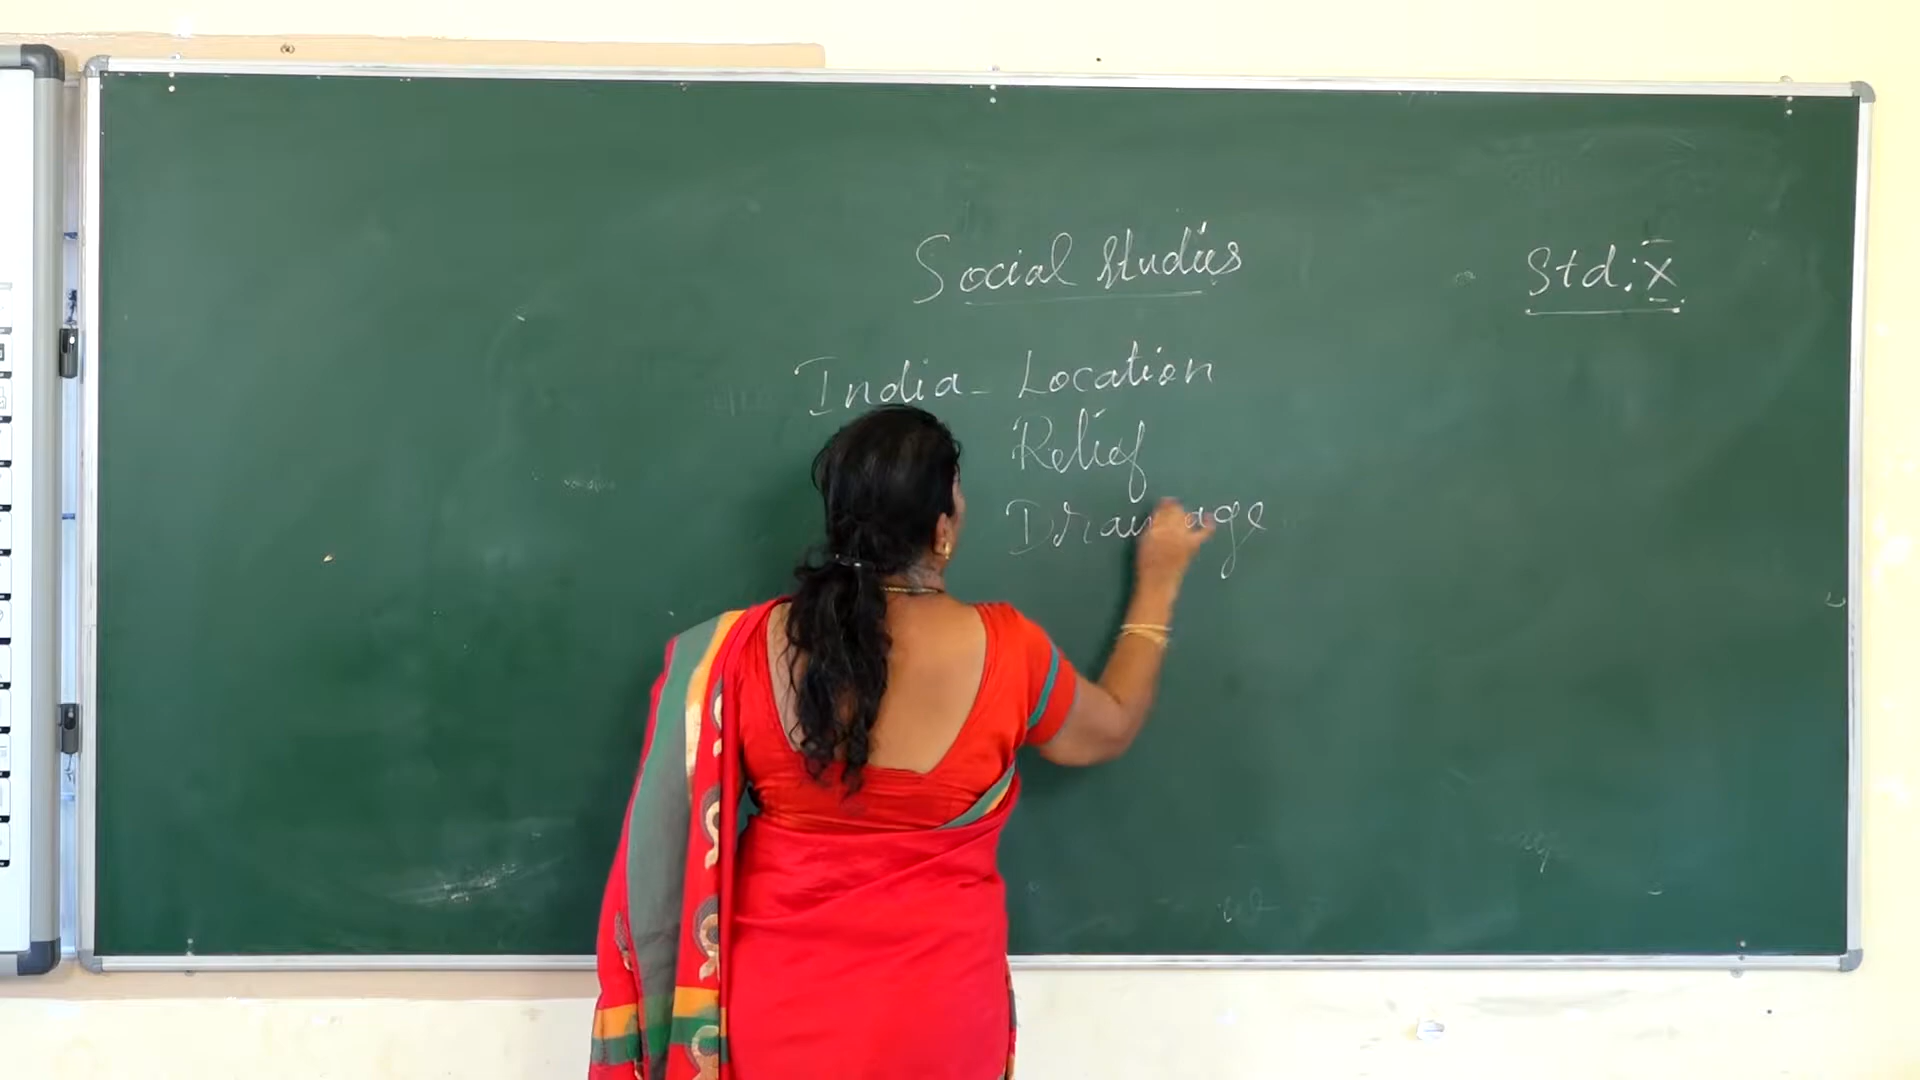 Social Studies
Std: X
India - Location
Relief
Drainage